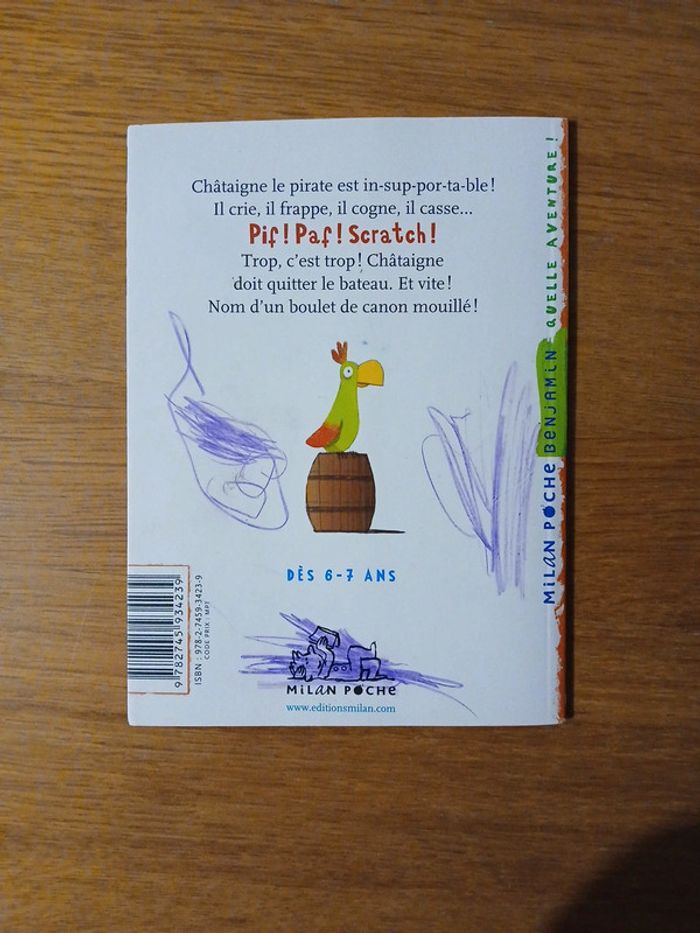 Châtaigne le pirate est in-sup-por-ta-ble !
Il crie, il frappe, il cogne, il casse...
Pif ! Paf ! Scratch !
Trop, c'est trop ! Châtaigne
doit quitter le bateau. Et vite !
Nom d'un boulet de canon mouillé !
DÈS 6-7 ANS
MiLAN POCHe
www.editionsmilan.com
9 782745 934239
ISBN : 978-2-7459-3423-9
CODE PRIX : MP1
MiLAN POCHe BENJAMiN QUELLE AVENTURE !